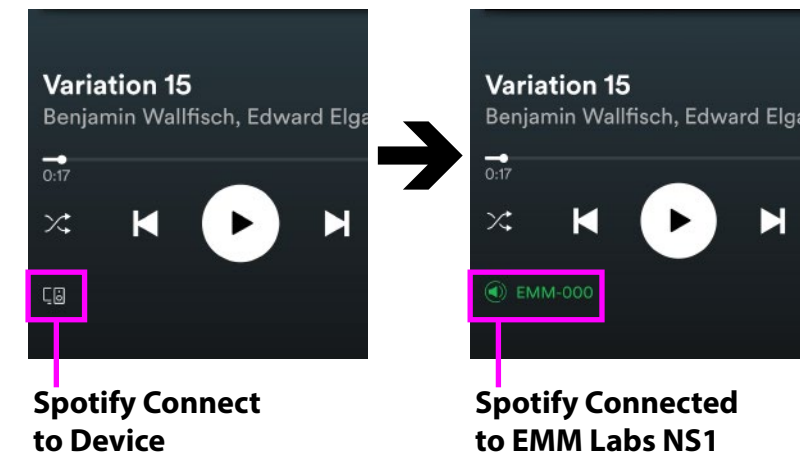 Variation 15
Benjamin Wallfisch, Edward Elga
0:17
Spotify Connect
to Device
Variation 15
Benjamin Wallfisch, Edward Elga
0:17
EMM-000
Spotify Connected
to EMM Labs NS1